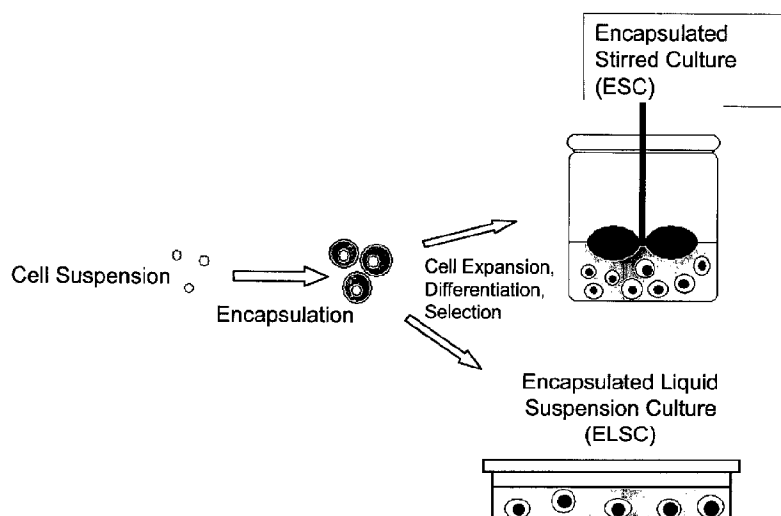 Encapsulated
Stirred Culture
(ESC)
Cell Suspension
Encapsulation
Cell Expansion,
Differentiation,
Selection
Encapsulated Liquid
Suspension Culture
(ELSC)